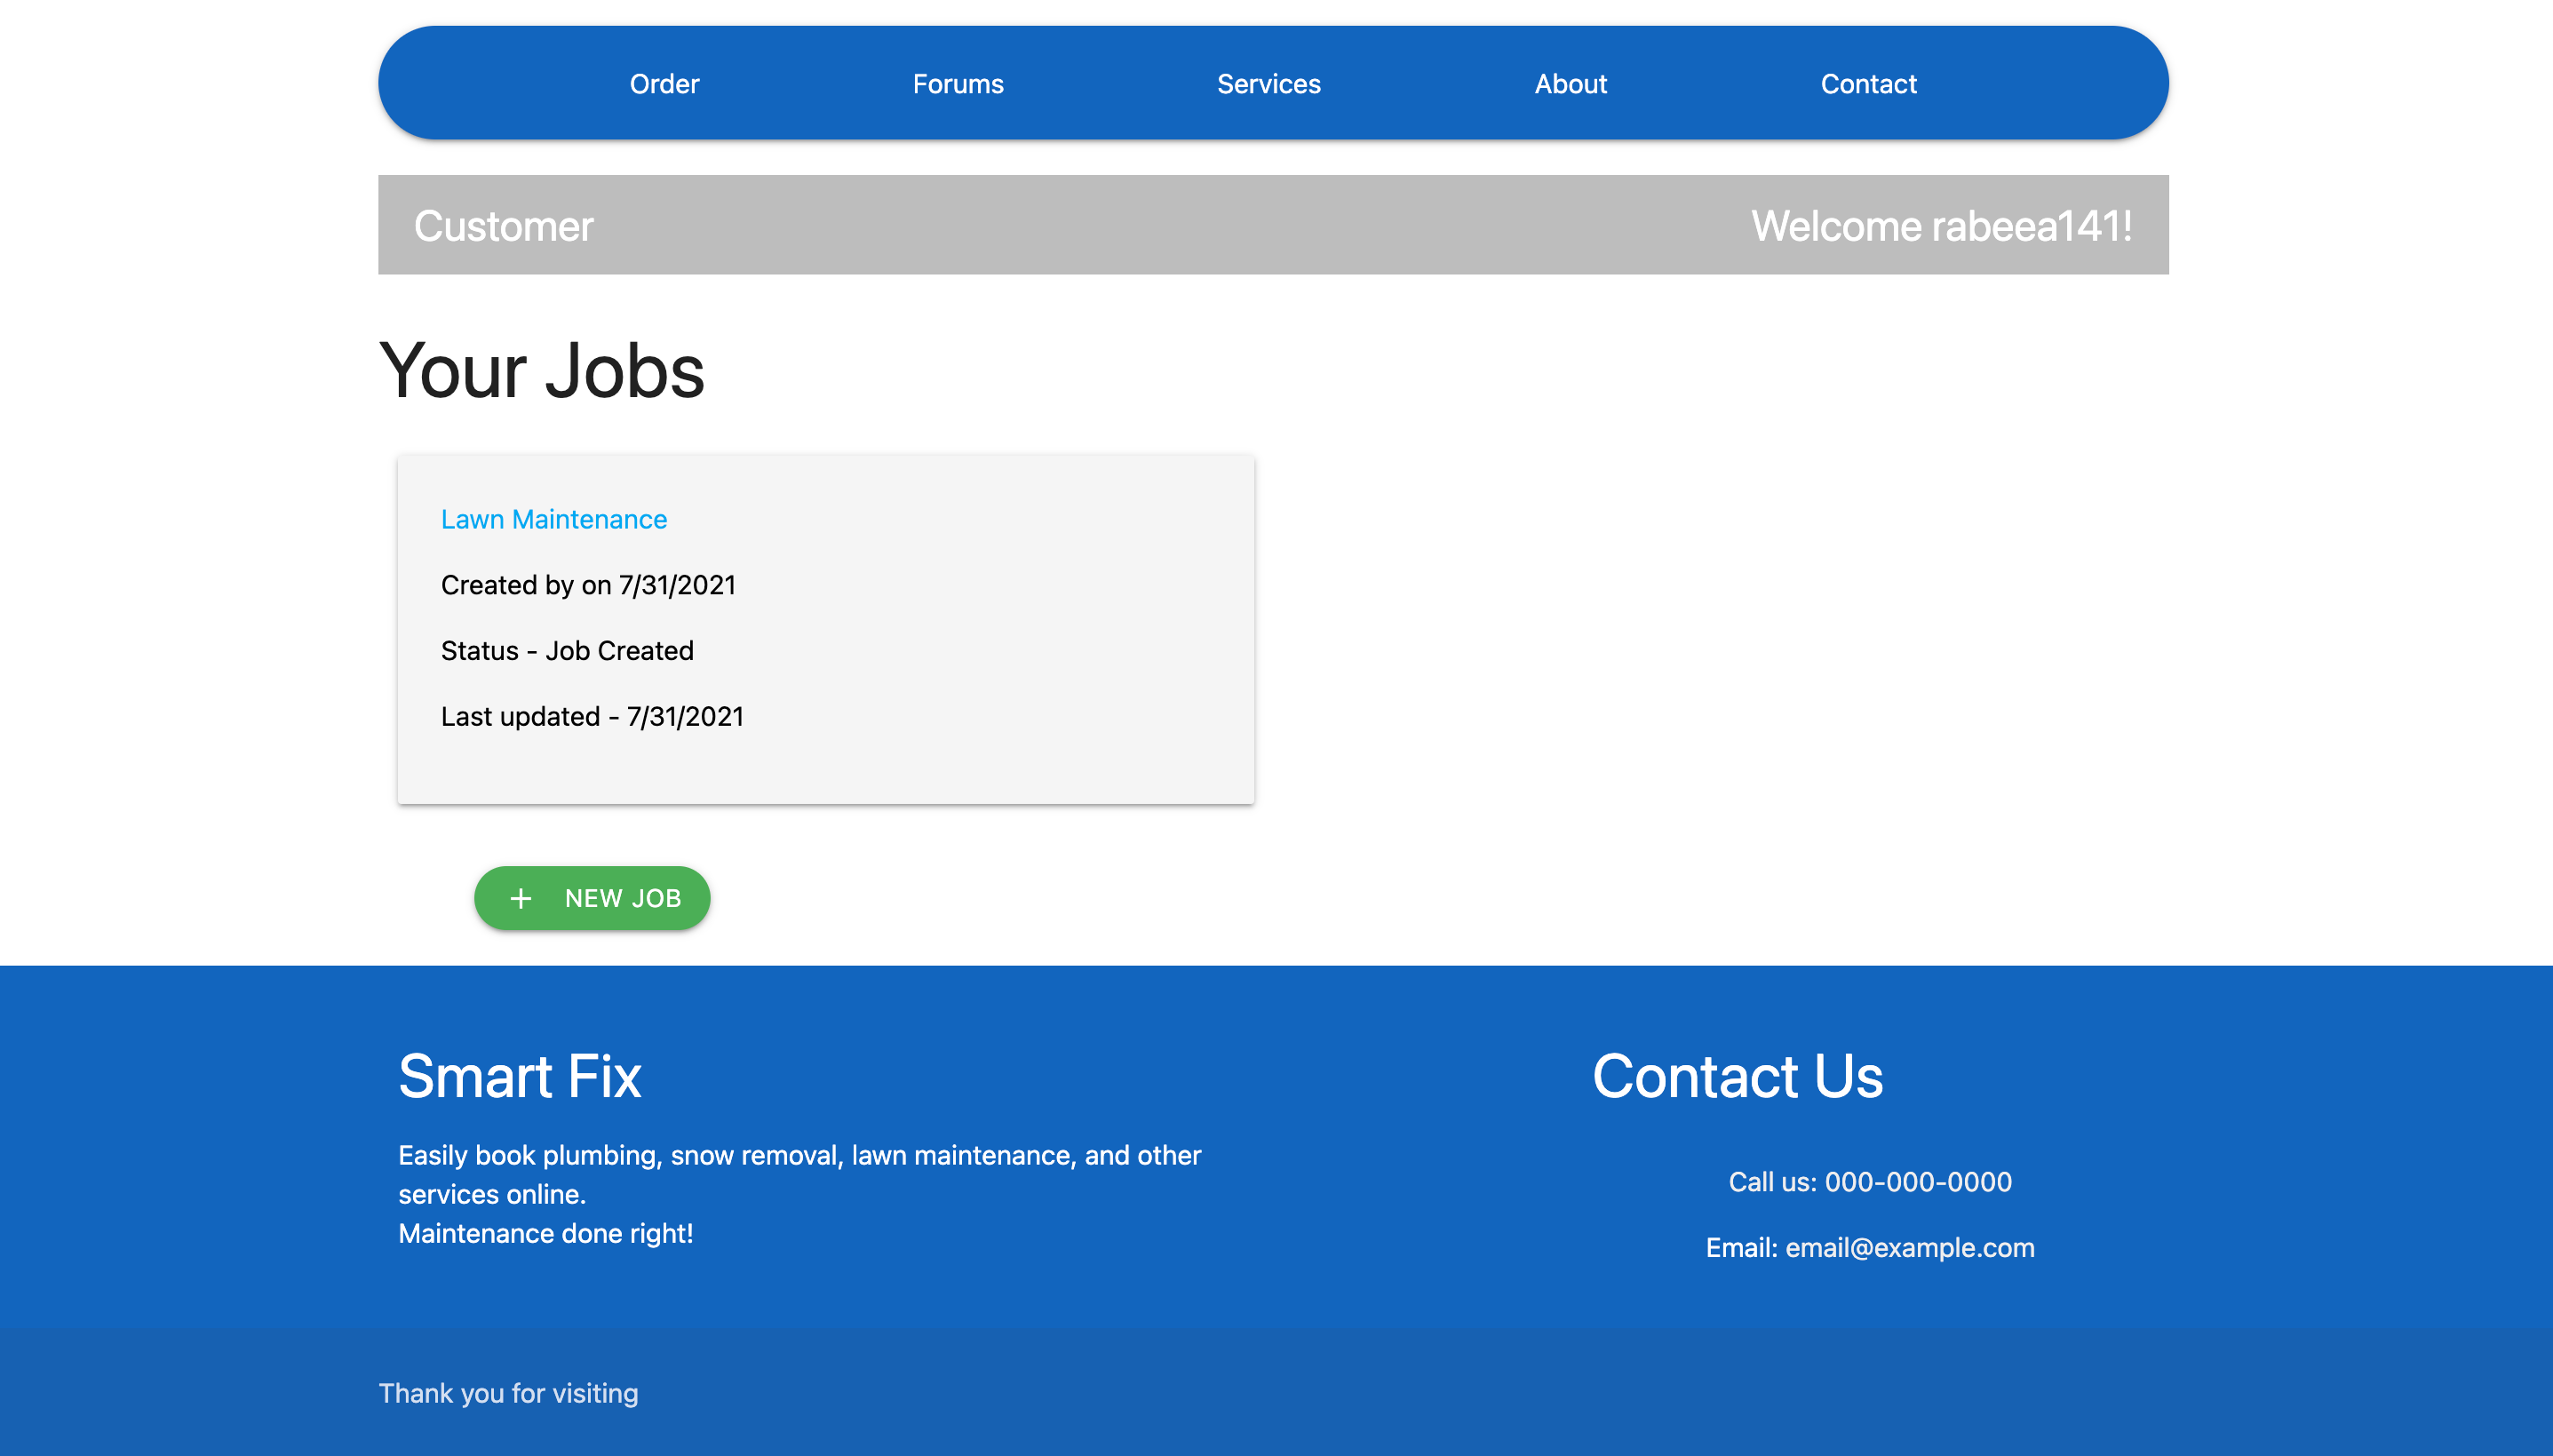 Order Forums Services About Contact
Customer Welcome rabeea141!
Your Jobs
Lawn Maintenance
Created by on 7/31/2021
Status - Job Created
Last updated - 7/31/2021
+ NEW JOB
Smart Fix
Easily book plumbing, snow removal, lawn maintenance, and other
services online.
Maintenance done right!
Contact Us
Call us: 000-000-0000
Email: email@example.com
Thank you for visiting